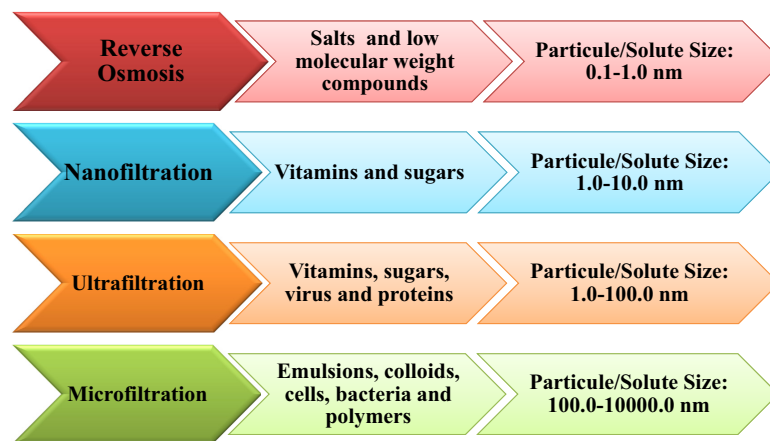 Reverse
Osmosis
Salts and low
molecular weight
compounds
Particule/Solute Size:
0.1-1.0 nm
Nanofiltration
Vitamins and sugars
Particule/Solute Size:
1.0-10.0 nm
Ultrafiltration
Vitamins, sugars,
virus and proteins
Particule/Solute Size:
1.0-100.0 nm
Microfiltration
Emulsions, colloids,
cells, bacteria and
polymers
Particule/Solute Size:
100.0-10000.0 nm